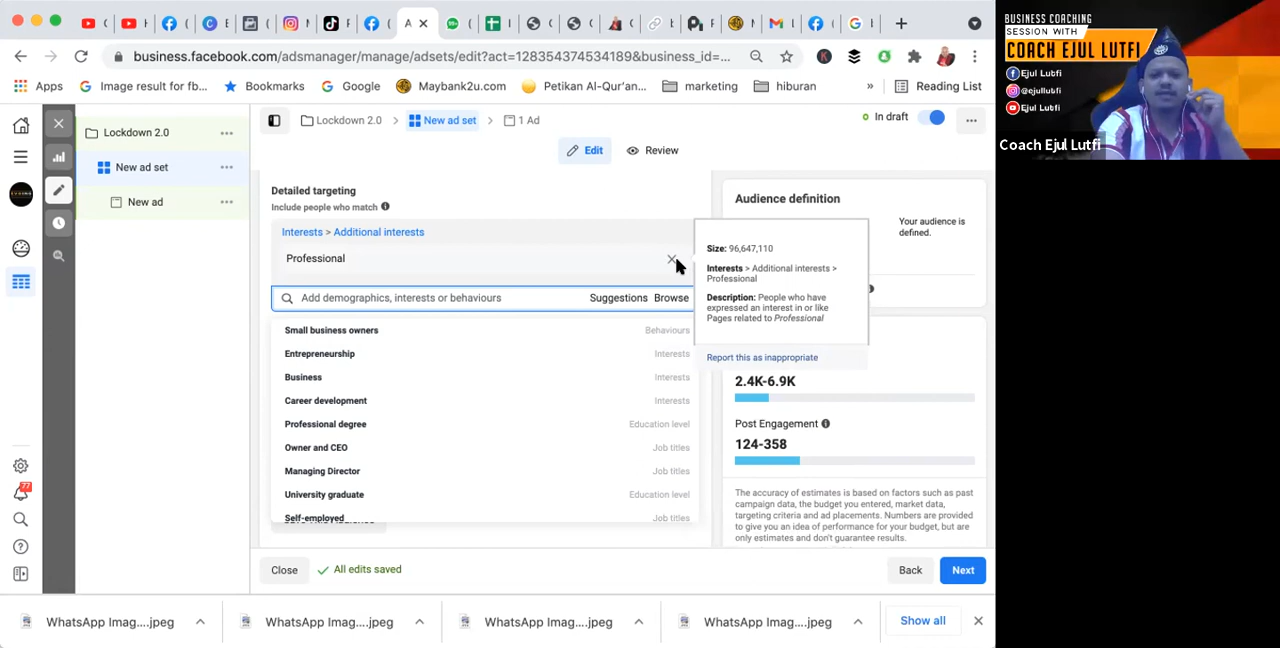 business.facebook.com/adsmanager/manage/adsets/edit?act=128354374534189&business_id=...
Apps
Image result for fb...
Bookmarks
Google
Maybank2u.com
Petikan Al-Qur'an...
marketing
hiburan
»
Reading List
BUSINESS COACHING
SESSION WITH
COACH EJUL LUTFI
Ejul Lutfi
@ejullutfi
Ejul Lutfi
Coach Ejul Lutfi
Lockdown 2.0
New ad set
New ad
77
Lockdown 2.0 > New ad set > 1 Ad
In draft
Edit
Review
Detailed targeting
Include people who match
Interests > Additional interests
Professional
Add demographics, interests or behaviours
Suggestions
Browse
Small business owners Behaviours
Entrepreneurship Interests
Business Interests
Career development Interests
Professional degree Education level
Owner and CEO Job titles
Managing Director Job titles
University graduate Education level
Self-employed Job titles
Size: 96,647,110
Interests > Additional interests >
Professional
Description: People who have
expressed an interest in or like
Pages related to Professional
Report this as inappropriate
Audience definition
Your audience is
defined.
2.4K-6.9K
Post Engagement
124-358
The accuracy of estimates is based on factors such as past
campaign data, the budget you entered, market data,
targeting criteria and ad placements. Numbers are provided
to give you an idea of performance for your budget, but are
only estimates and don't guarantee results.
Close
All edits saved
Back
Next
WhatsApp Imag....jpeg
WhatsApp Imag....jpeg
WhatsApp Imag....jpeg
WhatsApp Imag....jpeg
Show all